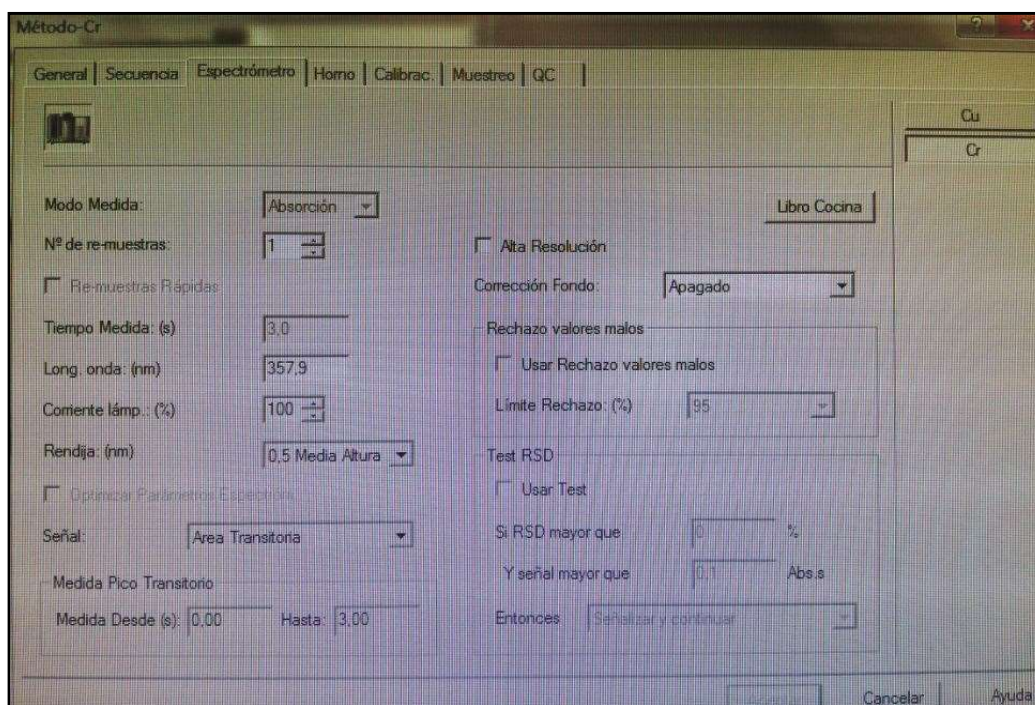 Método-Cr
General Secuencia Espectrómetro Horno Calibrac. Muestreo QC
Cu
Cr
Modo Medida: Absorción
Libro Cocina
Nº de re-muestras: 1
Alta Resolución
Re-muestras Rápidas
Corrección Fondo: Apagado
Tiempo Medida: (s) 3,0
Rechazo valores malos
Long. onda: (nm) 357,9
Usar Rechazo valores malos
Corriente lámp.: (%) 100
Límite Rechazo: (%) 95
Rendija: (nm) 0,5 Media Altura
Test RSD
Optimizar Parámetros Espectróm.
Usar Test
Señal: Area Transitoria
Si RSD mayor que 0 %
Medida Pico Transitorio
Y señal mayor que 0,1 Abs.s
Medida Desde (s): 0,00 Hasta: 3,00
Entonces Señalizar y continuar
Cancelar
Ayuda